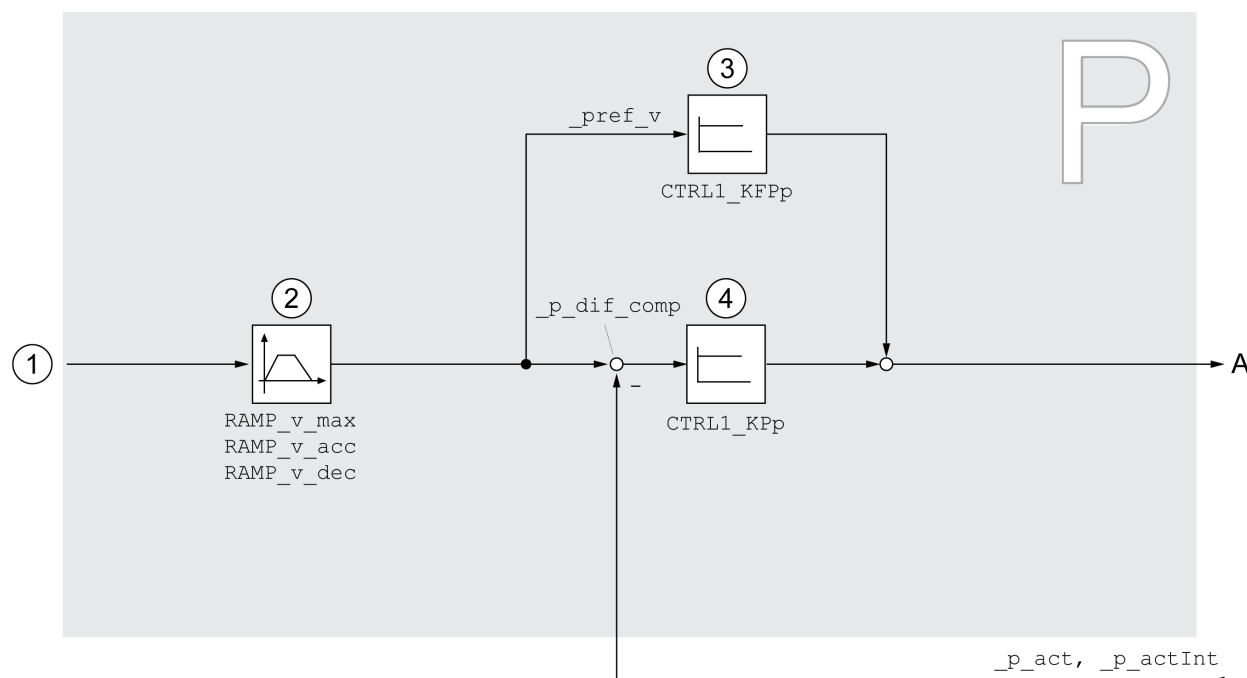 P
3
_pref_v
CTRL1_KFPp
2
_p_dif_comp
4
1
A
-
RAMP_v_max
RAMP_v_acc
RAMP_v_dec
CTRL1_KPp
_p_act, _p_actInt